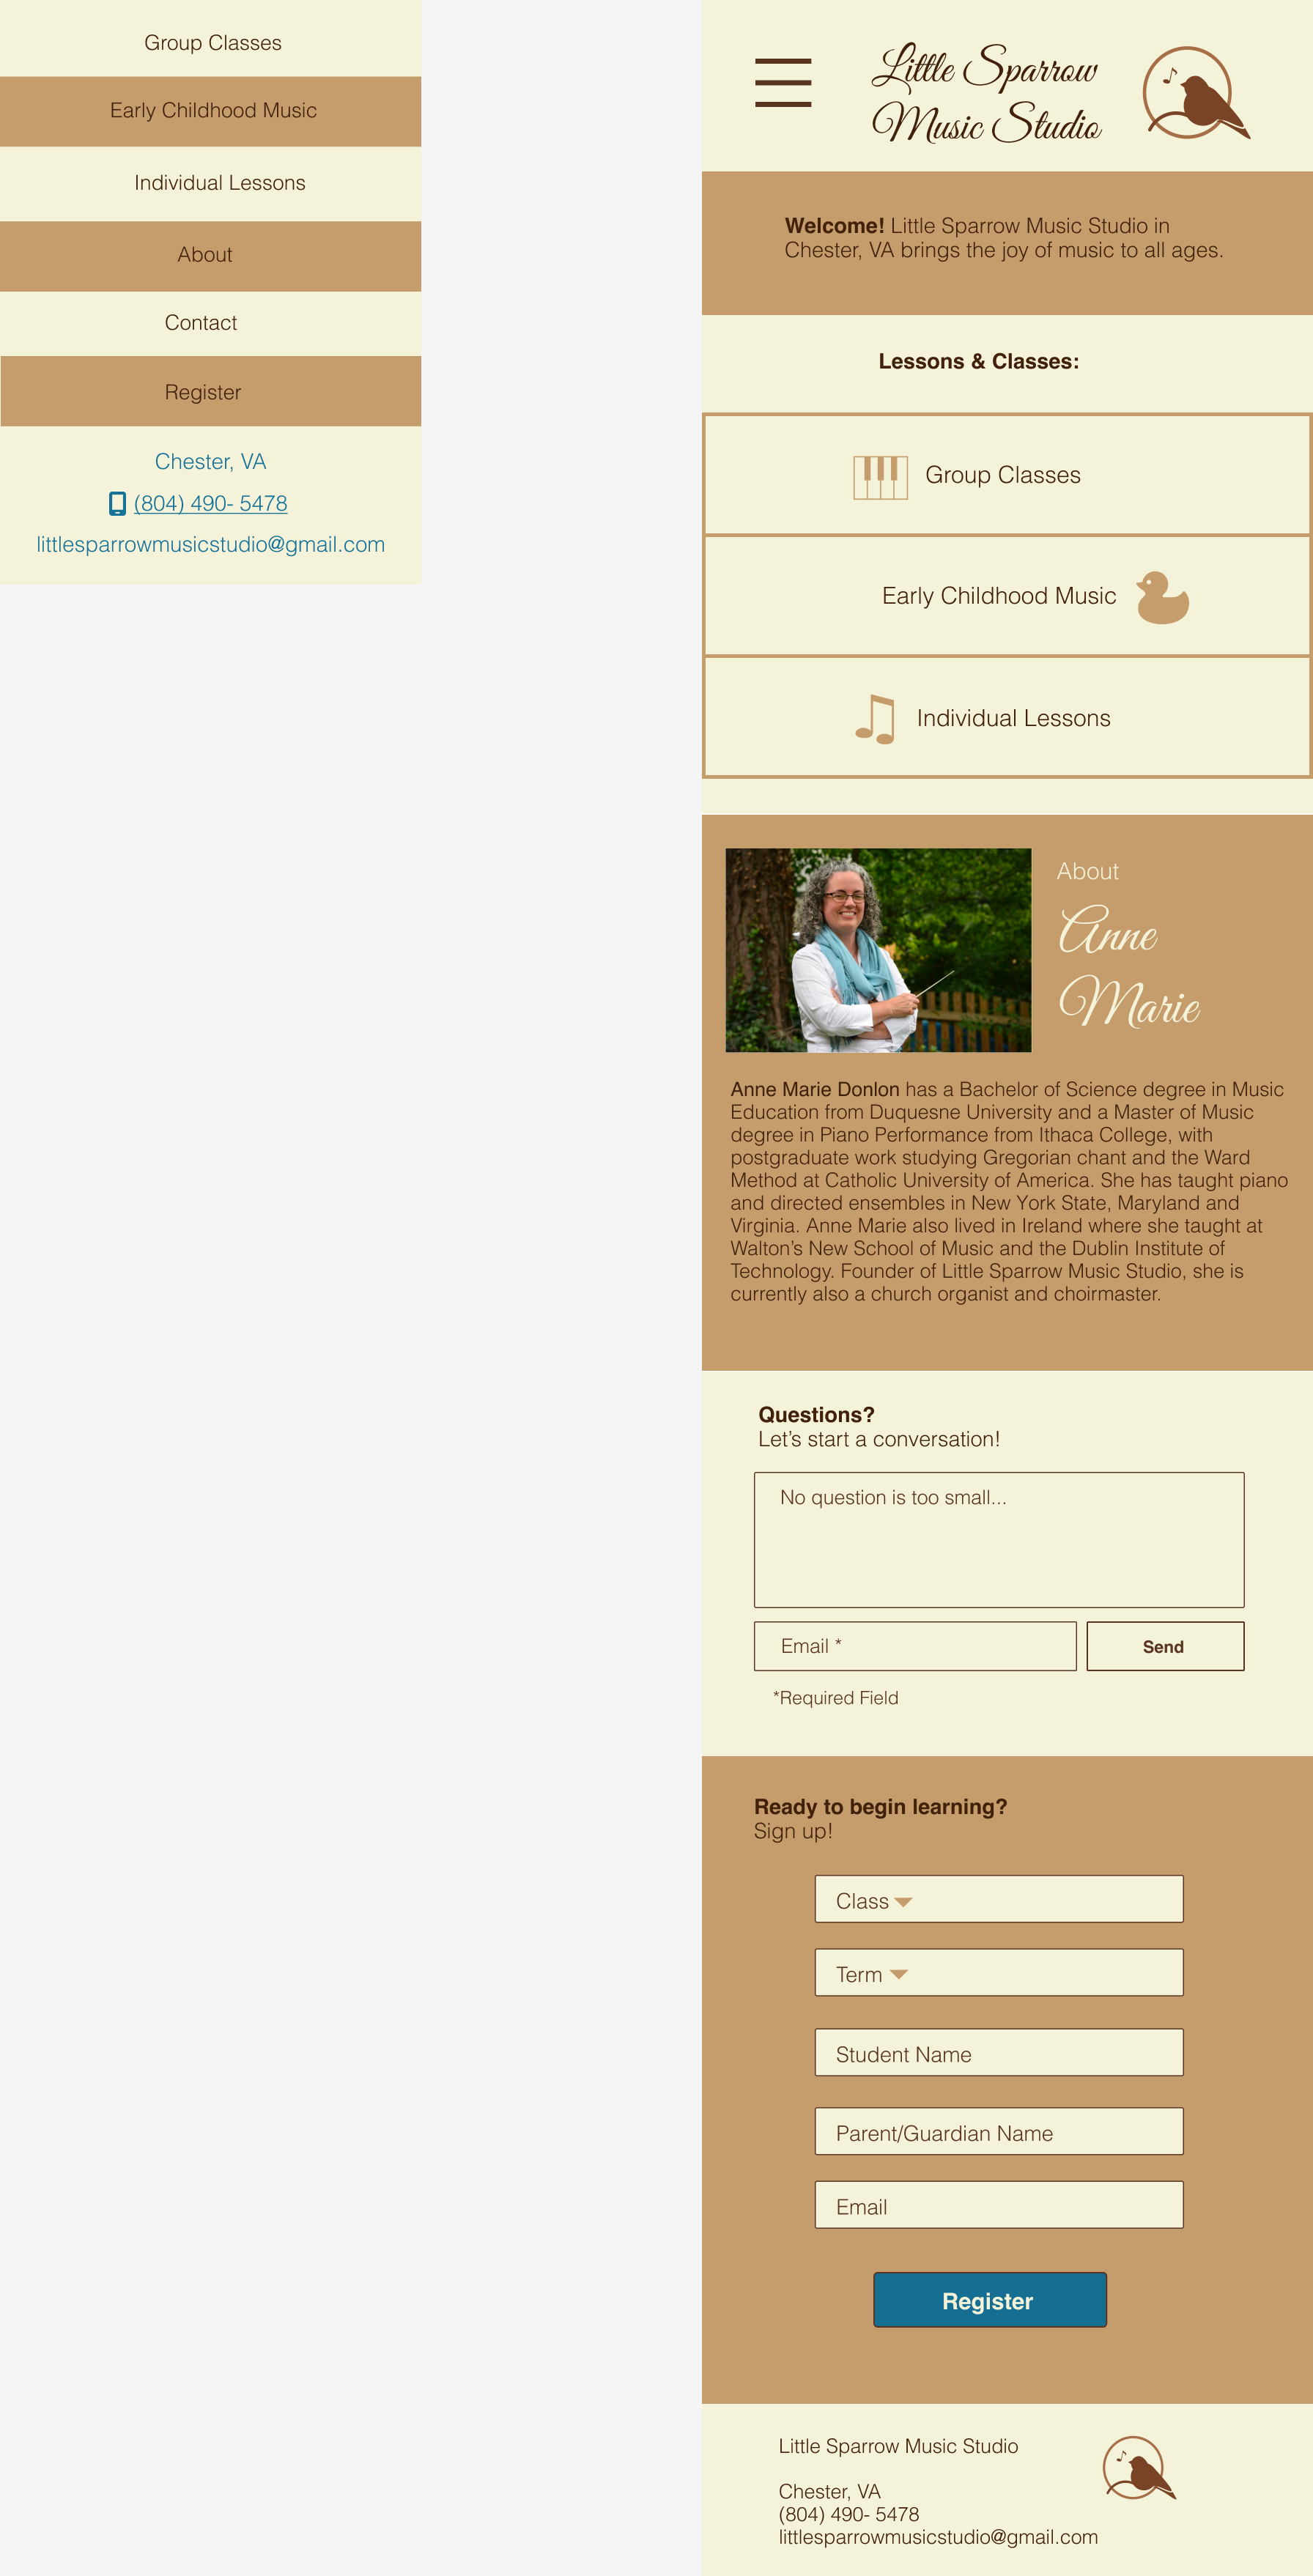 Group Classes
Early Childhood Music
Individual Lessons
About
Contact
Register
Chester, VA
(804) 490- 5478
littlesparrowmusicstudio@gmail.com
Little Sparrow
Music Studio
Welcome! Little Sparrow Music Studio in
Chester, VA brings the joy of music to all ages.
Lessons & Classes:
Group Classes
Early Childhood Music
Individual Lessons
About
Anne
Marie
Anne Marie Donlon has a Bachelor of Science degree in Music
Education from Duquesne University and a Master of Music
degree in Piano Performance from Ithaca College, with
postgraduate work studying Gregorian chant and the Ward
Method at Catholic University of America. She has taught piano
and directed ensembles in New York State, Maryland and
Virginia. Anne Marie also lived in Ireland where she taught at
Walton’s New School of Music and the Dublin Institute of
Technology. Founder of Little Sparrow Music Studio, she is
currently also a church organist and choirmaster.
Questions?
Let’s start a conversation!
No question is too small...
Email *
Send
*Required Field
Ready to begin learning?
Sign up!
Class
Term
Student Name
Parent/Guardian Name
Email
Register
Little Sparrow Music Studio
Chester, VA
(804) 490- 5478
littlesparrowmusicstudio@gmail.com